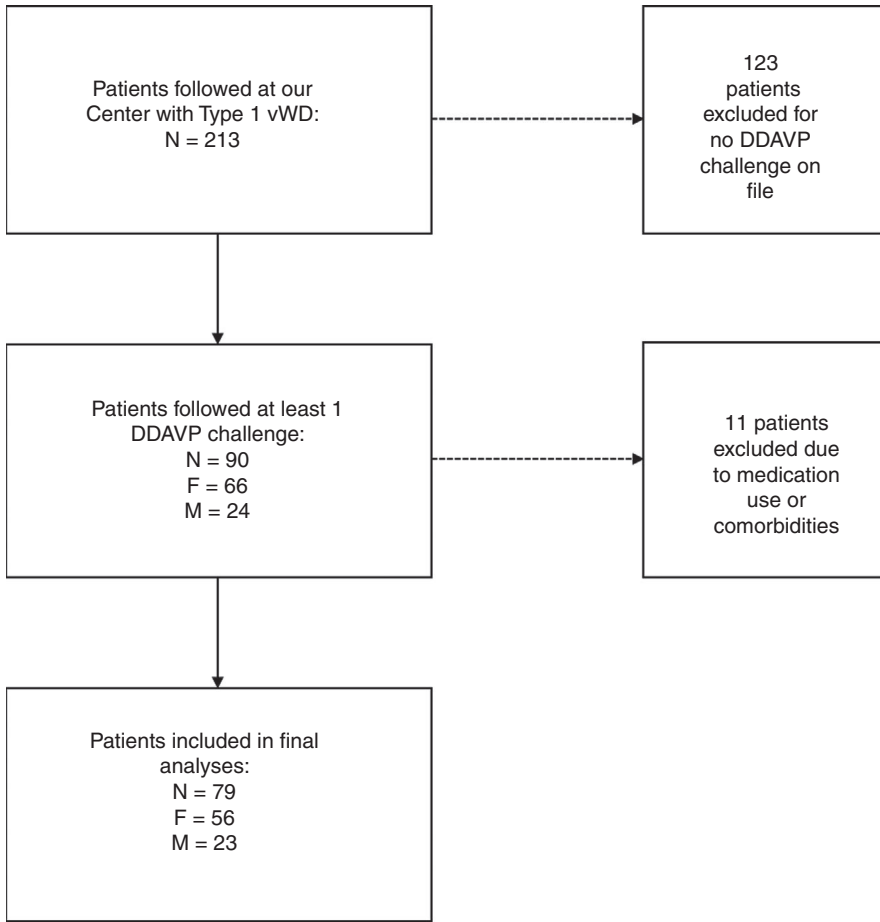 Patients followed at our
Center with Type 1 vWD:
N = 213
123
patients
excluded for
no DDAVP
challenge on
file
Patients followed at least 1
DDAVP challenge:
N = 90
F = 66
M = 24
11 patients
excluded due
to medication
use or
comorbidities
Patients included in final
analyses:
N = 79
F = 56
M = 23